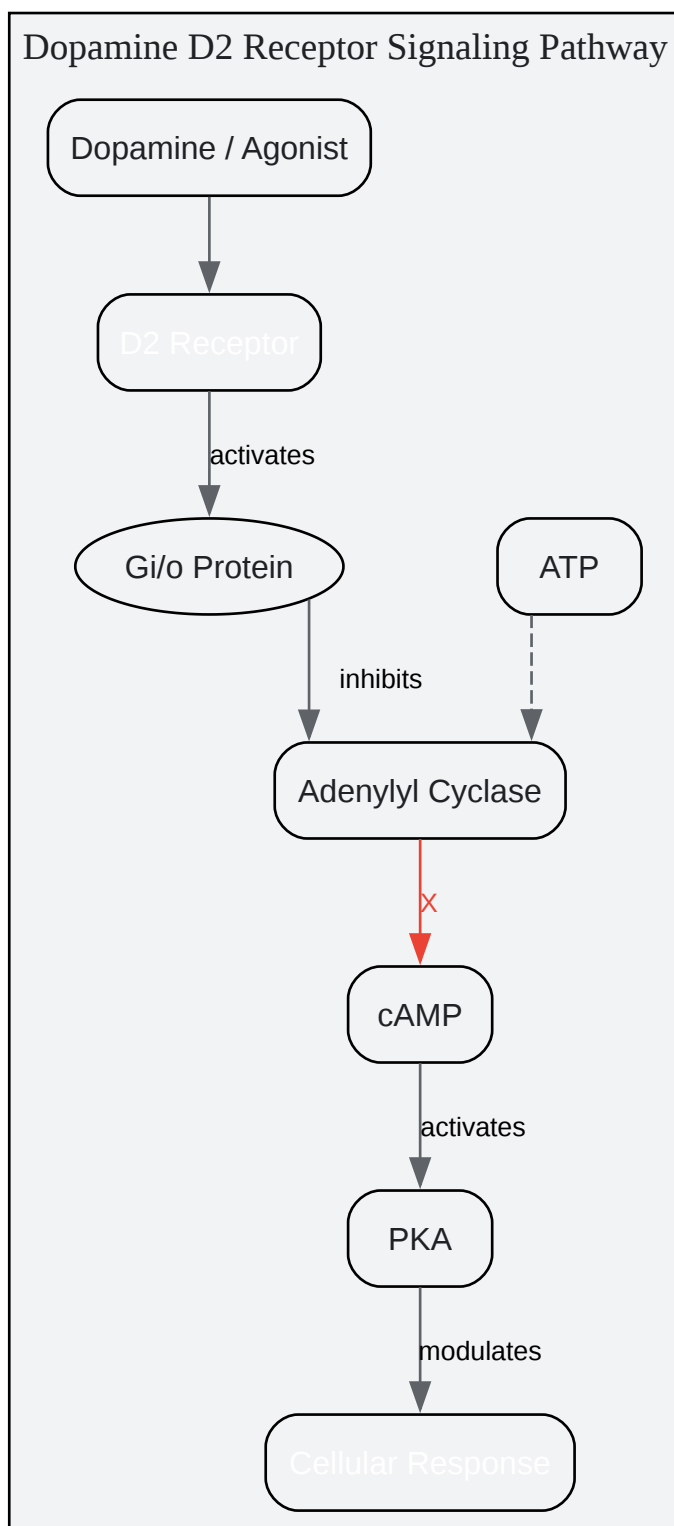 Dopamine D2 Receptor Signaling Pathway
Dopamine / Agonist
D2 Receptor
activates
Gi/o Protein
ATP
inhibits
Adenylyl Cyclase
X
cAMP
activates
PKA
modulates
Cellular Response